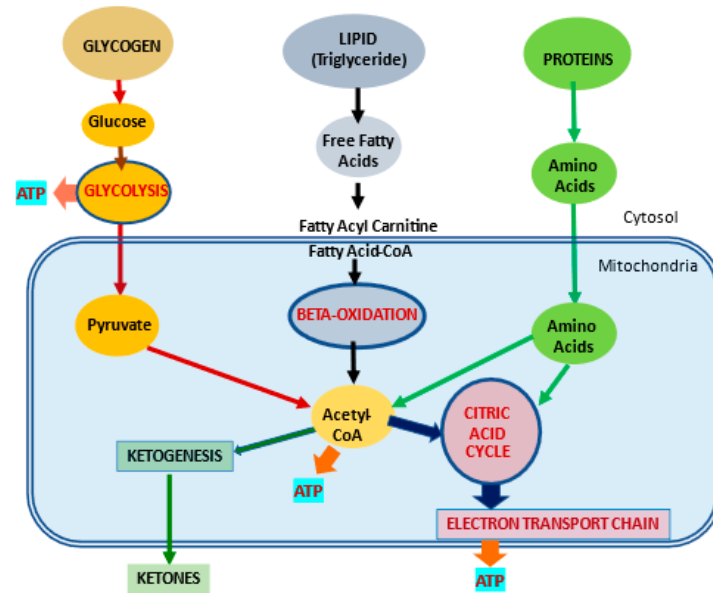 GLYCOGEN
LIPID
(Triglyceride)
PROTEINS
Glucose
Free Fatty
Acids
Amino
Acids
GLYCOLYSIS
ATP
Fatty Acyl Carnitine
Cytosol
Fatty Acid-CoA
Mitochondria
Pyruvate
BETA-OXIDATION
Amino
Acids
Acetyl-
CoA
CITRIC
ACID
CYCLE
KETOGENESIS
ATP
ELECTRON TRANSPORT CHAIN
KETONES
ATP